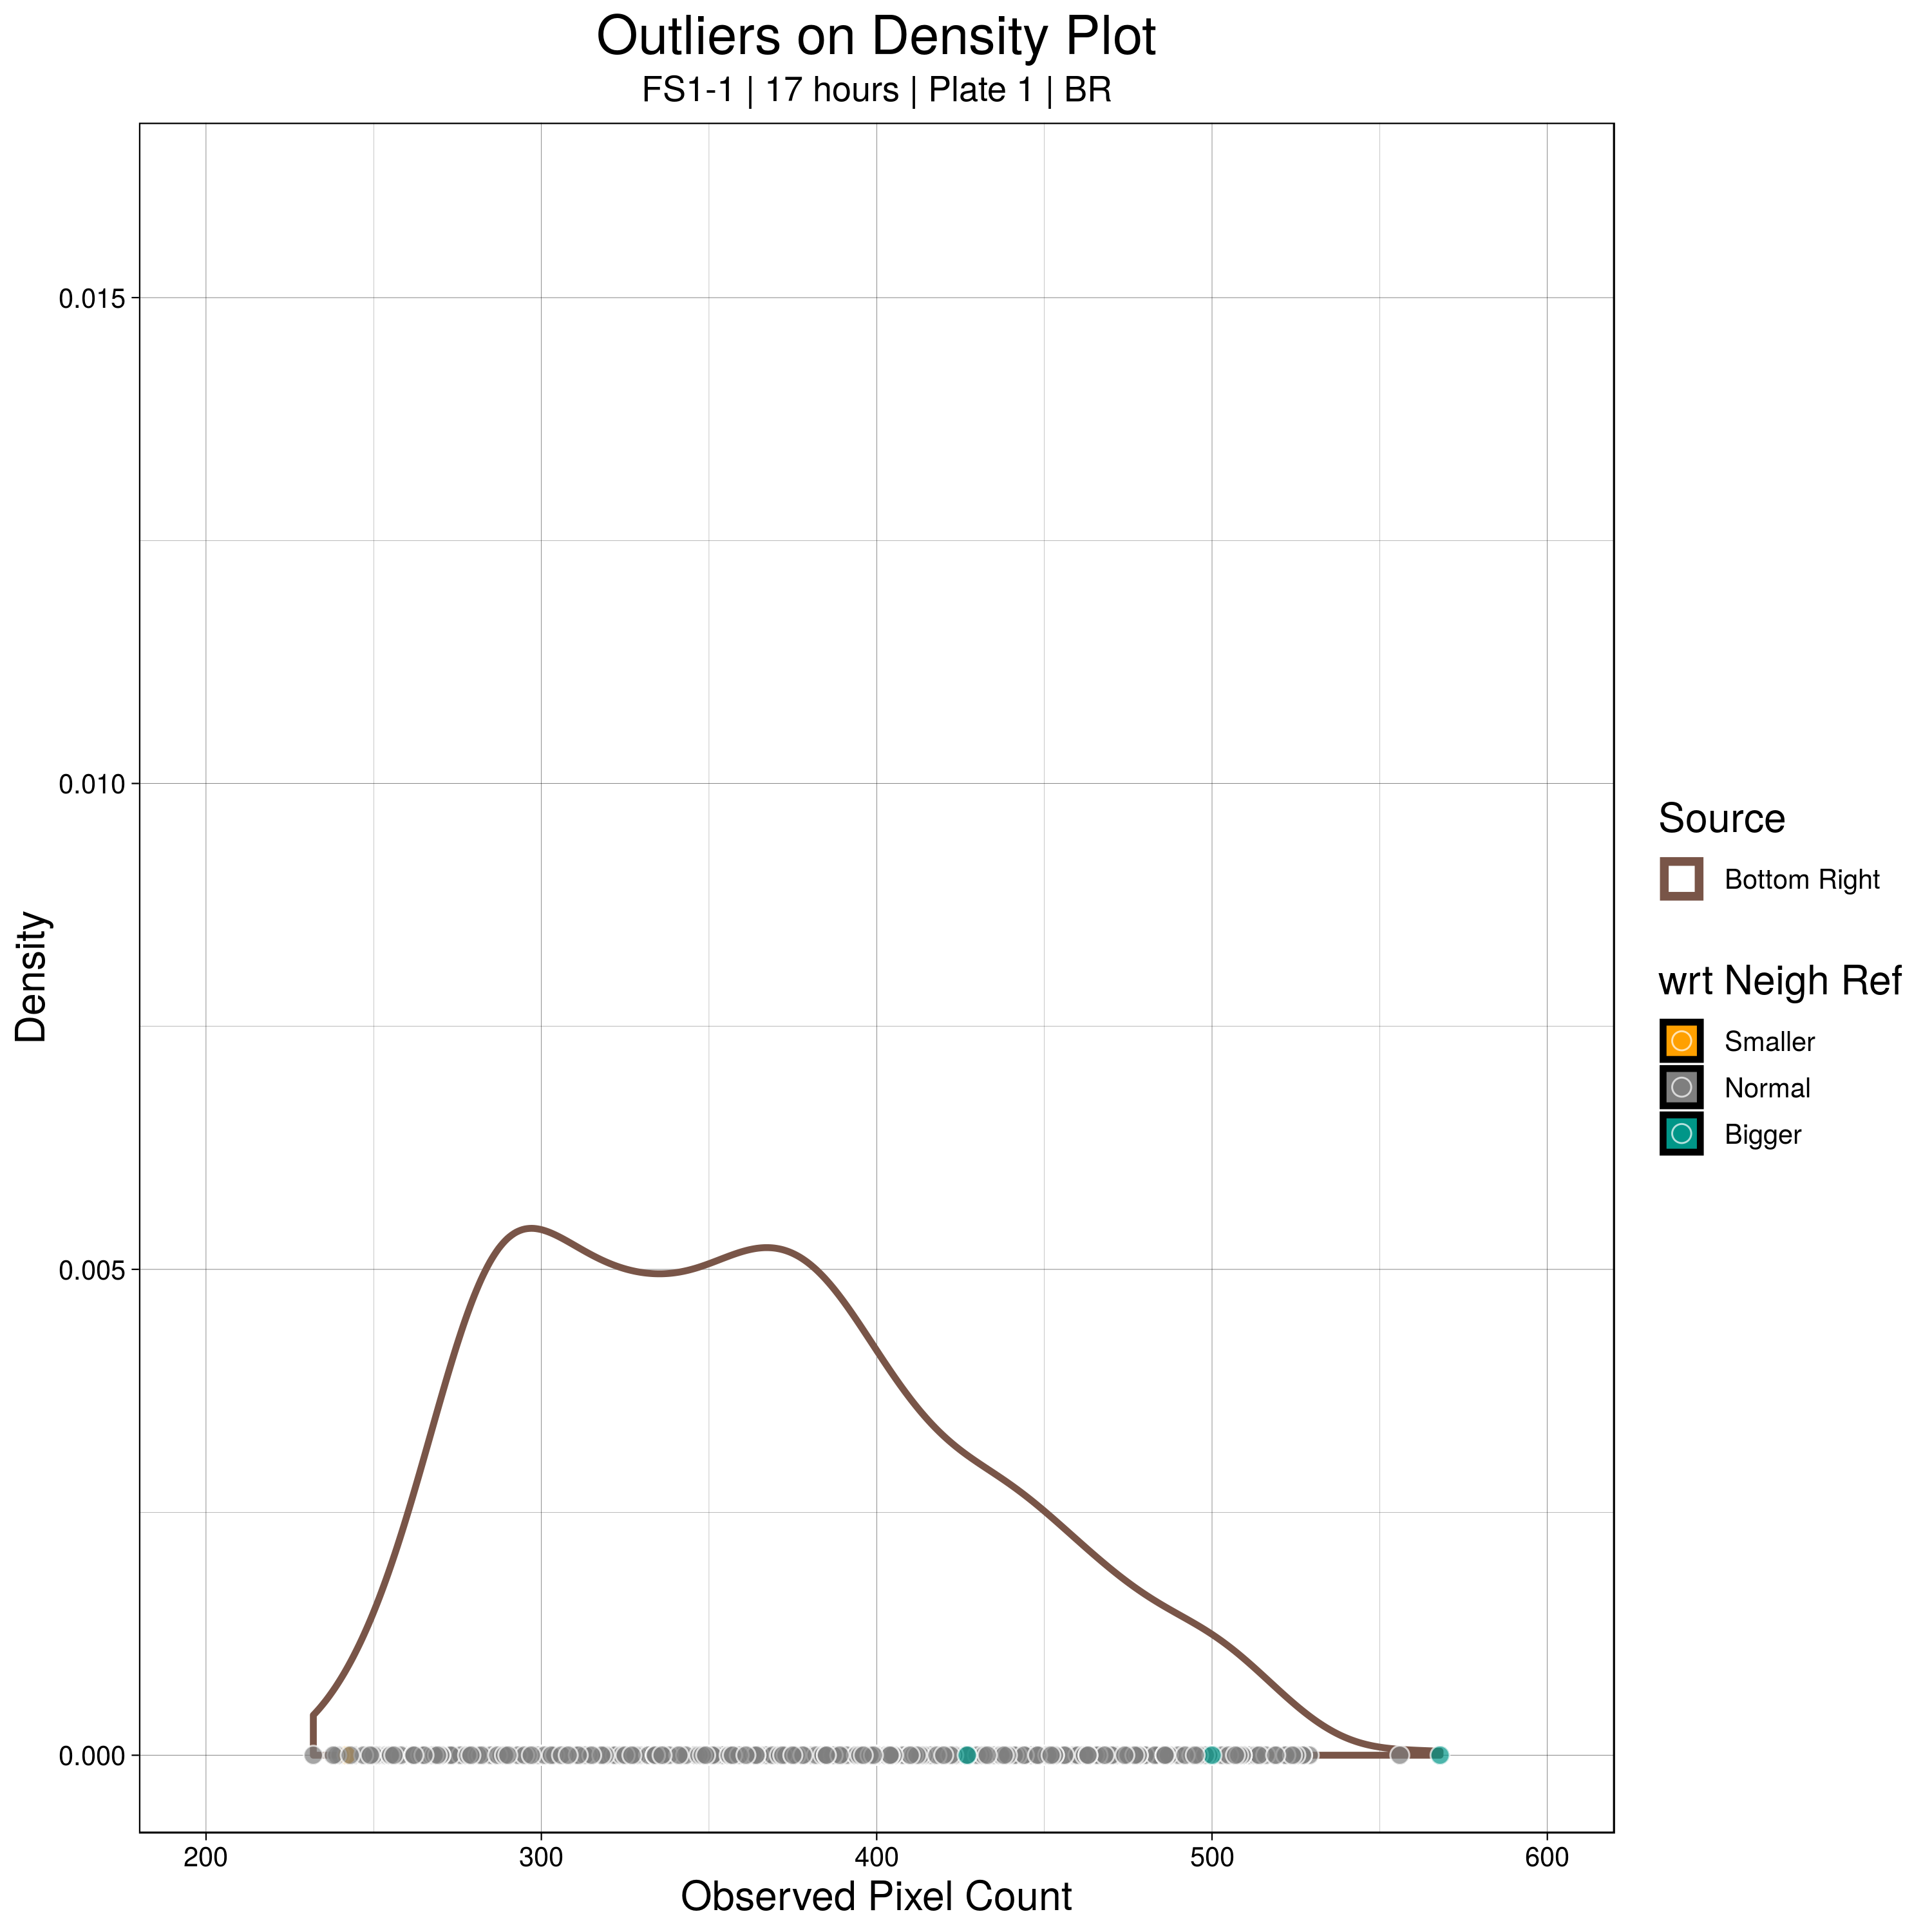 Outliers on Density Plot
FS1-1 | 17 hours | Plate 1 | BR
0.015
0.010
0.005
0.000
Density
200 300 400 500 600
Observed Pixel Count
Source
Bottom Right
wrt Neigh Ref
Smaller
Normal
Bigger